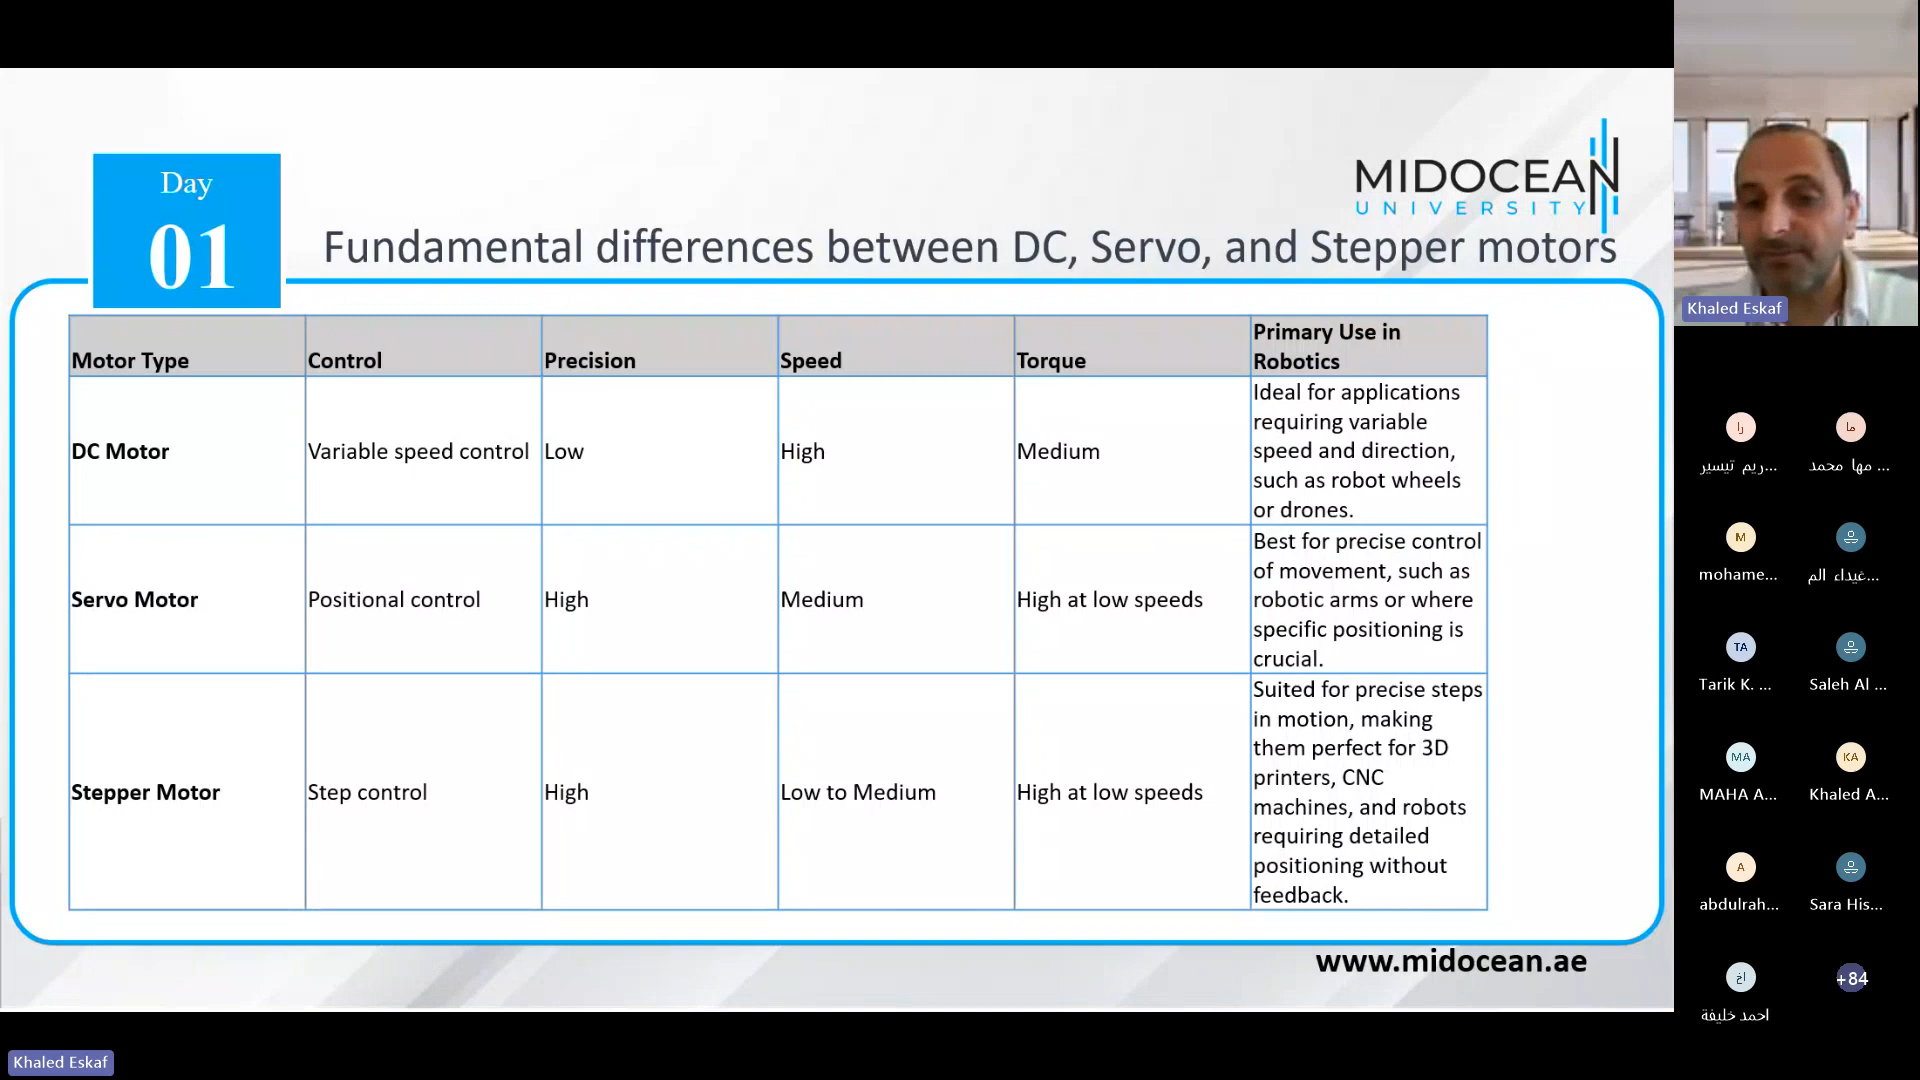 Day
01
MIDOCEAN
UNIVERSITY
Fundamental differences between DC, Servo, and Stepper motors
Motor Type
Control
Precision
Speed
Torque
Primary Use in
Robotics
DC Motor
Variable speed control
Low
High
Medium
Ideal for applications
requiring variable
speed and direction,
such as robot wheels
or drones.
Servo Motor
Positional control
High
Medium
High at low speeds
Best for precise control
of movement, such as
robotic arms or where
specific positioning is
crucial.
Stepper Motor
Step control
High
Low to Medium
High at low speeds
Suited for precise steps
in motion, making
them perfect for 3D
printers, CNC
machines, and robots
requiring detailed
positioning without
feedback.
www.midocean.ae
Khaled Eskaf
Khaled Eskaf
را
ريم تيسير...
ما
مها محمد ...
M
mohame...
غيداء الم...
TA
Tarik K. ...
Saleh Al ...
MA
MAHA A...
KA
Khaled A...
A
abdulrah...
Sara His...
اخ
احمد خليفة
+84